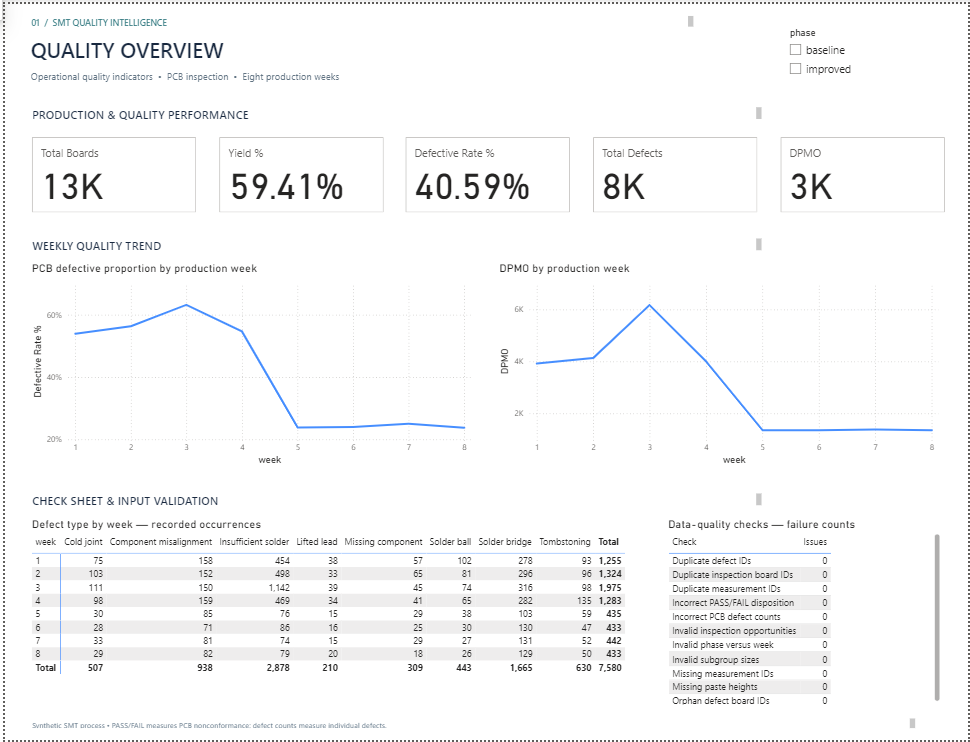 01 / SMT QUALITY INTELLIGENCE
QUALITY OVERVIEW
Operational quality indicators • PCB inspection • Eight production weeks
phase
baseline
improved
PRODUCTION & QUALITY PERFORMANCE
Total Boards
13K
Yield %
59.41%
Defective Rate %
40.59%
Total Defects
8K
DPMO
3K
WEEKLY QUALITY TREND
PCB defective proportion by production week
Defective Rate %
60%
40%
20%
1 2 3 4 5 6 7 8
week
DPMO by production week
DPMO
6K
4K
2K
1 2 3 4 5 6 7 8
week
CHECK SHEET & INPUT VALIDATION
Defect type by week — recorded occurrences
week Cold joint Component misalignment Insufficient solder Lifted lead Missing component Solder ball Solder bridge Tombstoning Total
1 75 158 454 38 57 102 278 93 1,255
2 103 152 498 33 65 81 296 96 1,324
3 111 150 1,142 39 45 74 316 98 1,975
4 98 159 469 34 41 65 282 135 1,283
5 30 85 76 15 29 38 103 59 435
6 28 71 86 16 25 30 130 47 433
7 33 81 74 15 29 27 131 52 442
8 29 82 79 20 18 26 129 50 433
Total 507 938 2,878 210 309 443 1,665 630 7,580
Data-quality checks — failure counts
Check Issues
Duplicate defect IDs 0
Duplicate inspection board IDs 0
Duplicate measurement IDs 0
Incorrect PASS/FAIL disposition 0
Incorrect PCB defect counts 0
Invalid inspection opportunities 0
Invalid phase versus week 0
Invalid subgroup sizes 0
Missing measurement IDs 0
Missing paste heights 0
Orphan defect board IDs 0
Synthetic SMT process • PASS/FAIL measures PCB nonconformance; defect counts measure individual defects.